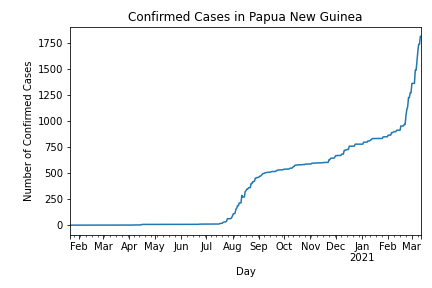 Confirmed Cases in Papua New Guinea
Number of Confirmed Cases
1750
1500
1250
1000
750
500
250
0
Feb Mar Apr May Jun Jul Aug Sep Oct Nov Dec Jan Feb Mar
2021
Day